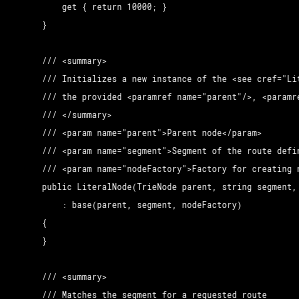 get { return 10000; }
}
/// <summary>
/// Initializes a new instance of the <see cref="Lit
/// the provided <paramref name="parent"/>, <paramre
/// </summary>
/// <param name="parent">Parent node</param>
/// <param name="segment">Segment of the route defin
/// <param name="nodeFactory">Factory for creating n
public LiteralNode(TrieNode parent, string segment,
: base(parent, segment, nodeFactory)
{
}
/// <summary>
/// Matches the segment for a requested route